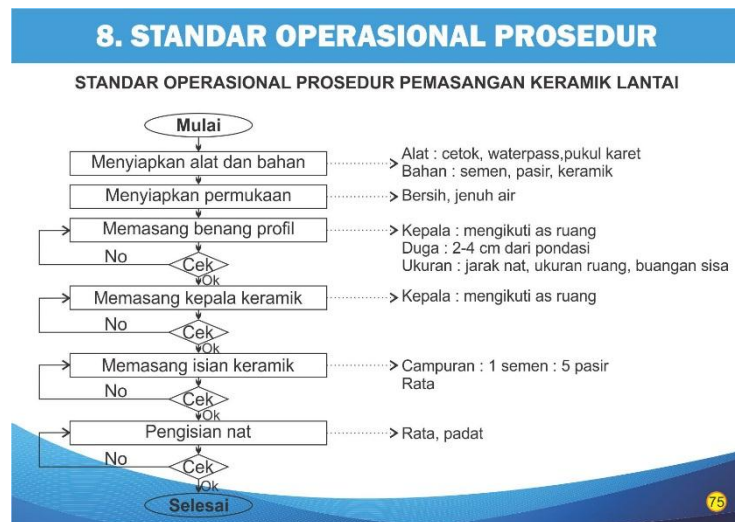 8. STANDAR OPERASIONAL PROSEDUR
STANDAR OPERASIONAL PROSEDUR PEMASANGAN KERAMIK LANTAI
Mulai
Menyiapkan alat dan bahan
Alat : cetok, waterpass,pukul karet
Bahan : semen, pasir, keramik
Menyiapkan permukaan
Bersih, jenuh air
Memasang benang profil
Kepala : mengikuti as ruang
Duga : 2-4 cm dari pondasi
Ukuran : jarak nat, ukuran ruang, buangan sisa
No
Cek
Ok
Memasang kepala keramik
Kepala : mengikuti as ruang
No
Cek
Ok
Memasang isian keramik
Campuran : 1 semen : 5 pasir
Rata
No
Cek
Ok
Pengisian nat
Rata, padat
No
Cek
Ok
Selesai
75